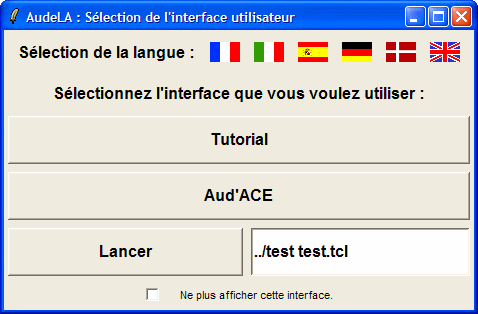 AudeLA : Sélection de l'interface utilisateur
Sélection de la langue :
Sélectionnez l'interface que vous voulez utiliser :
Tutorial
Aud'ACE
Lancer
../test test.tcl
Ne plus afficher cette interface.